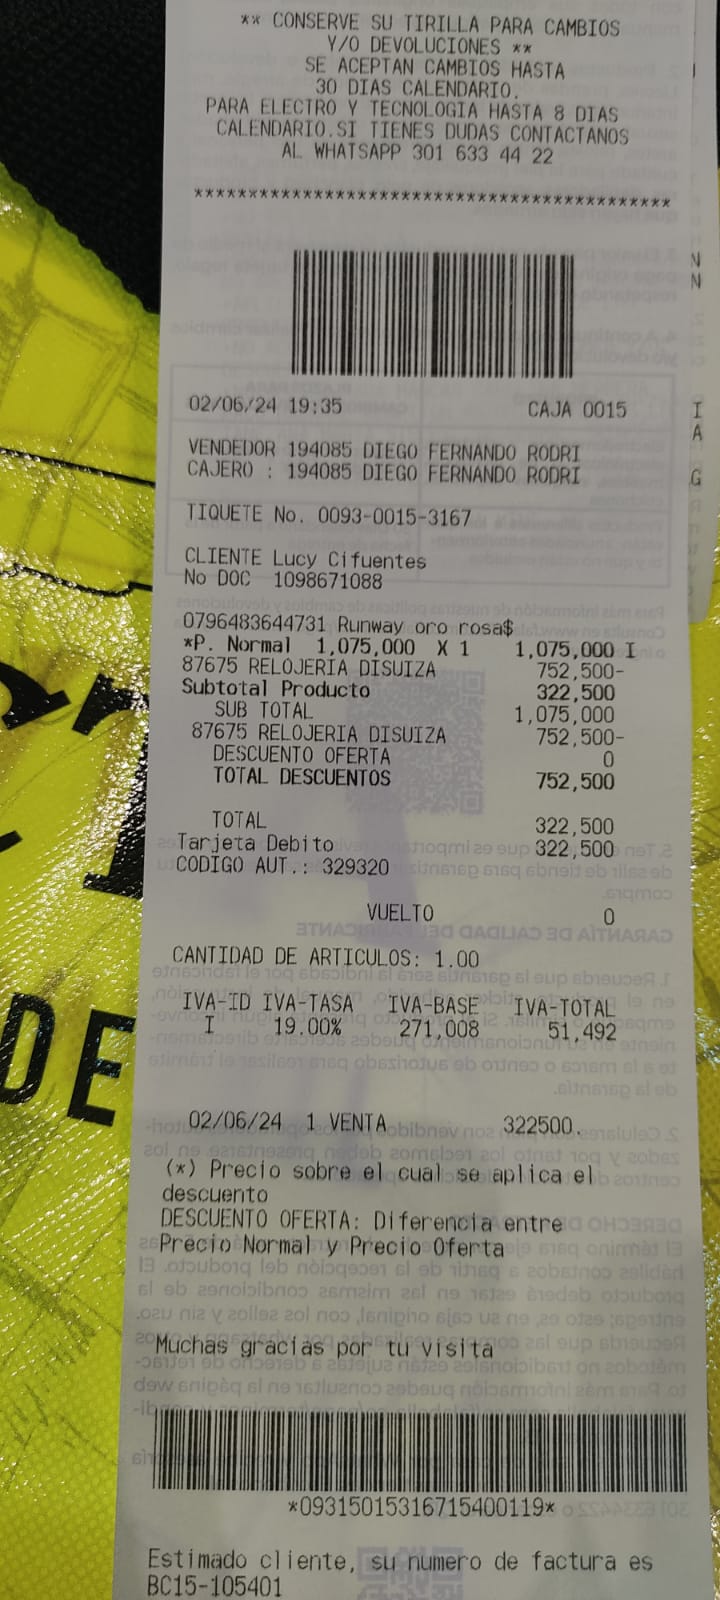 ** CONSERVE SU TIRILLA PARA CAMBIOS
Y/O DEVOLUCIONES **
SE ACEPTAN CAMBIOS HASTA
30 DIAS CALENDARIO.
PARA ELECTRO Y TECNOLOGIA HASTA 8 DIAS
CALENDARIO.SI TIENES DUDAS CONTACTANOS
AL WHATSAPP 301 633 44 22
*******************************************
02/06/24 19:35 CAJA 0015
VENDEDOR 194085 DIEGO FERNANDO RODRI
CAJERO : 194085 DIEGO FERNANDO RODRI
TIQUETE No. 0093-0015-3167
CLIENTE Lucy Cifuentes
No DOC 1098671088
0796483644731 Runway oro rosa$
*P. Normal 1,075,000 X 1 1,075,000 I
87675 RELOJERIA DISUIZA 752,500-
Subtotal Producto 322,500
SUB TOTAL 1,075,000
87675 RELOJERIA DISUIZA 752,500-
DESCUENTO OFERTA 0
TOTAL DESCUENTOS 752,500
TOTAL 322,500
Tarjeta Debito 322,500
CODIGO AUT.: 329320
VUELTO 0
CANTIDAD DE ARTICULOS: 1.00
IVA-ID IVA-TASA IVA-BASE IVA-TOTAL
I 19.00% 271,008 51,492
02/06/24 1 VENTA 322500.
(*) Precio sobre el cual se aplica el
descuento
DESCUENTO OFERTA: Diferencia entre
Precio Normal y Precio Oferta
Muchas gracias por tu visita
*09315015316715400119*
Estimado cliente, su numero de factura es
BC15-105401
DE